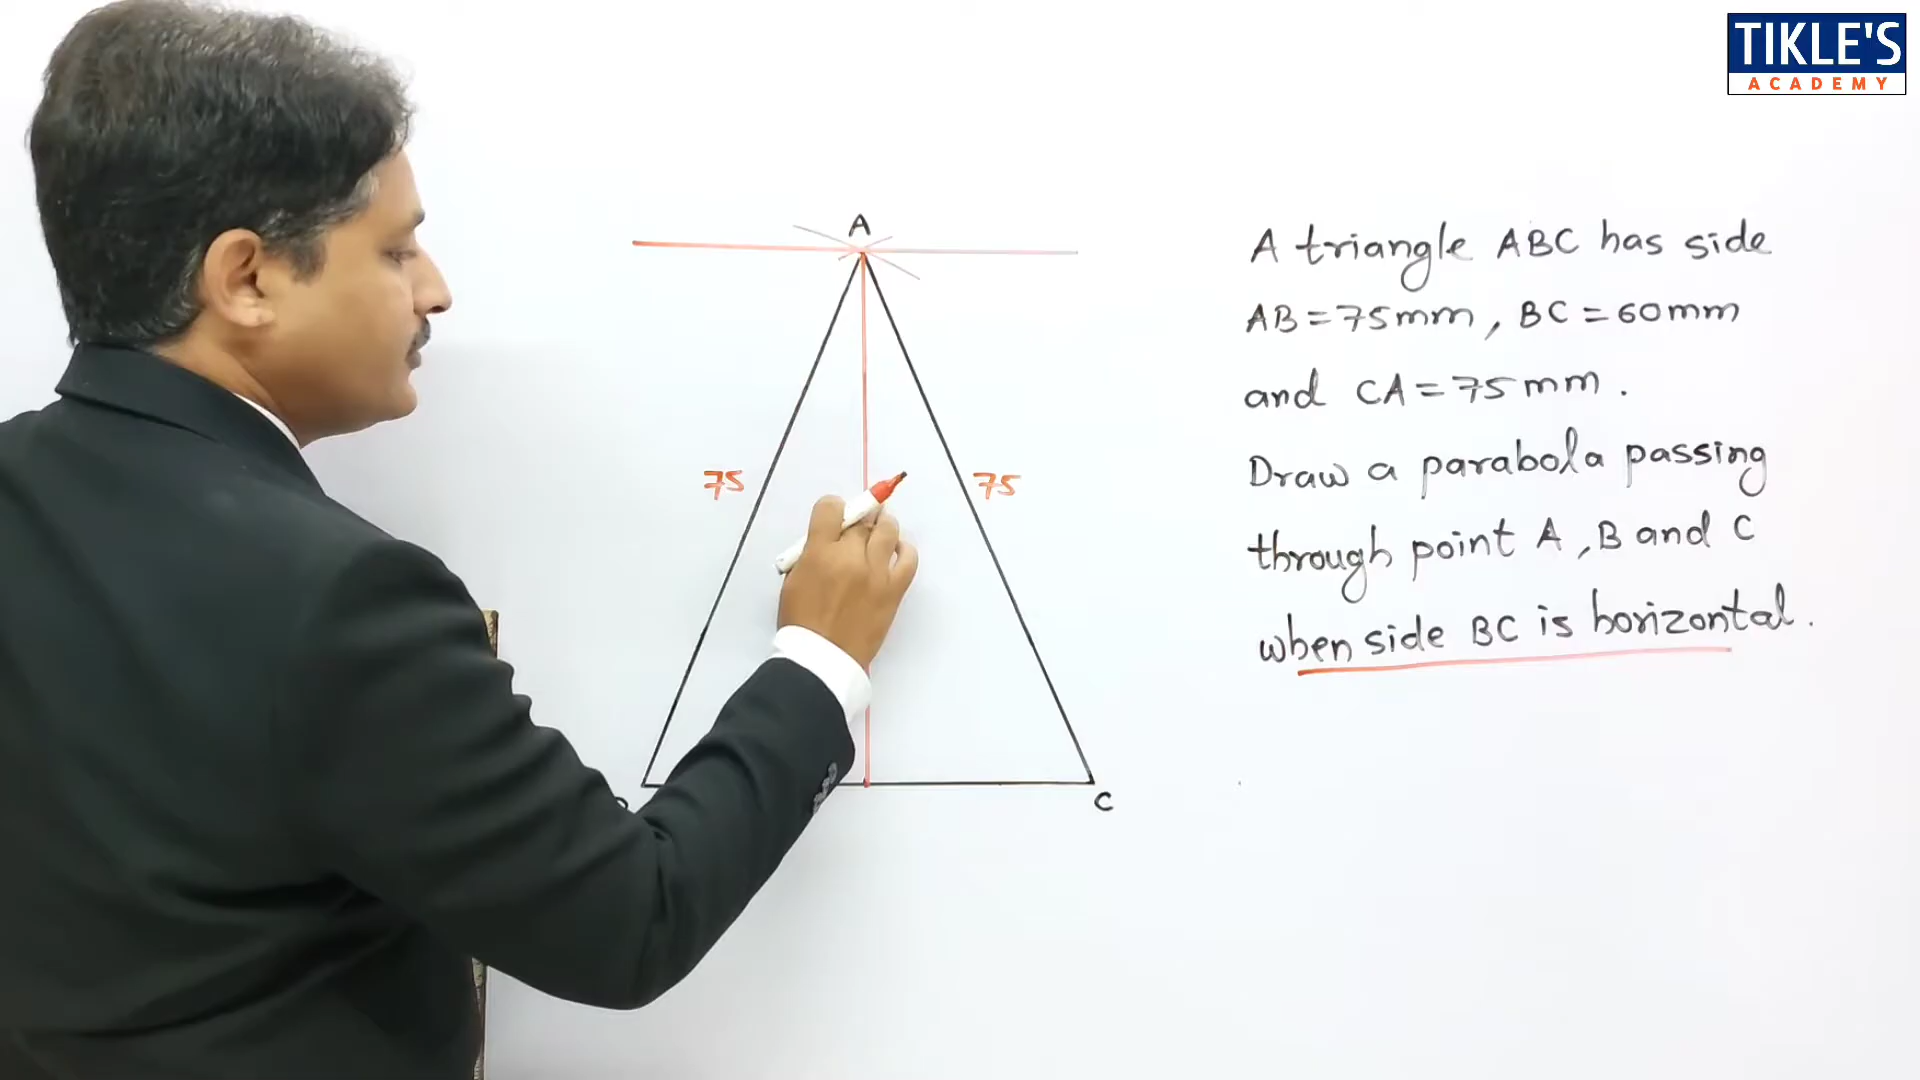 TIKLE'S
ACADEMY
A
75
75
C
A triangle ABC has side
AB = 75mm, BC = 60mm
and CA = 75mm.
Draw a parabola passing
through point A, B and C
when side BC is horizontal.